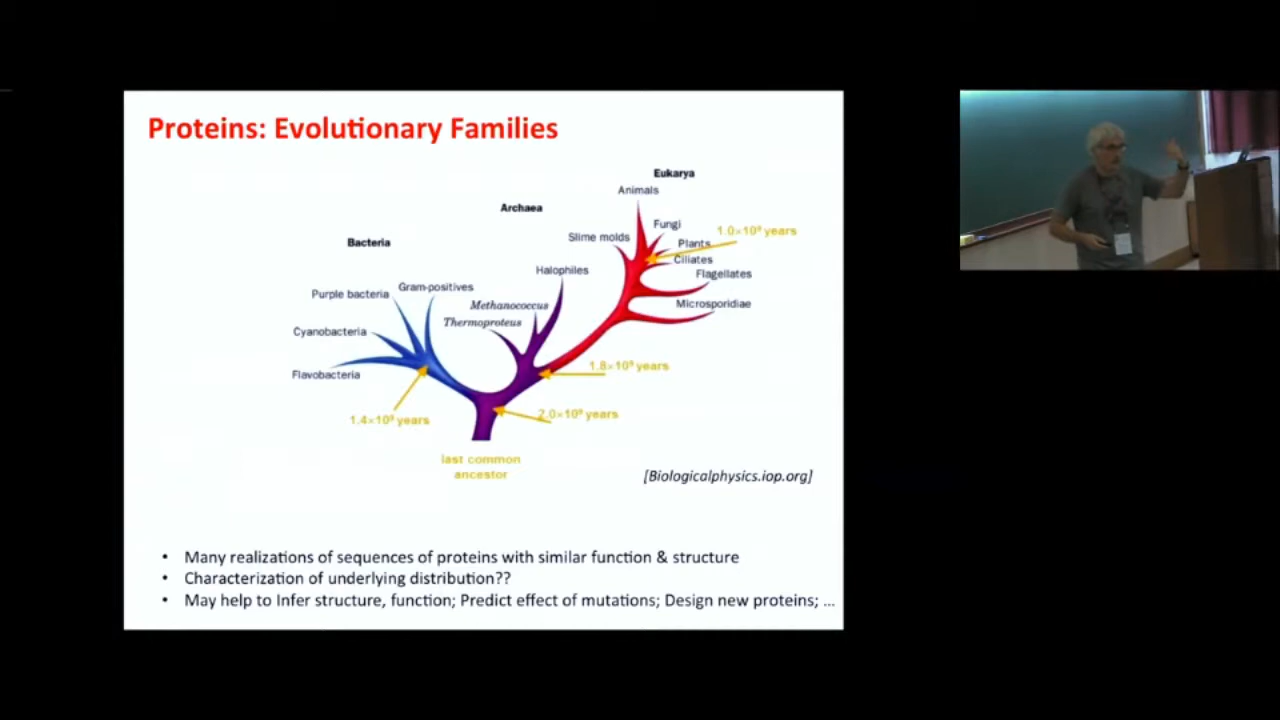 Proteins: Evolutionary Families
Eukarya
Animals
Archaea
Fungi
1.0×10⁹ years
Slime molds
Plants
Bacteria
Ciliates
Halophiles
Flagellates
Gram-positives
Purple bacteria
Methanococcus
Microsporidiae
Thermoproteus
Cyanobacteria
1.8×10⁹ years
Flavobacteria
2.0×10⁹ years
1.4×10⁹ years
last common
ancestor
[Biologicalphysics.iop.org]
• Many realizations of sequences of proteins with similar function & structure
• Characterization of underlying distribution??
• May help to Infer structure, function; Predict effect of mutations; Design new proteins; ...